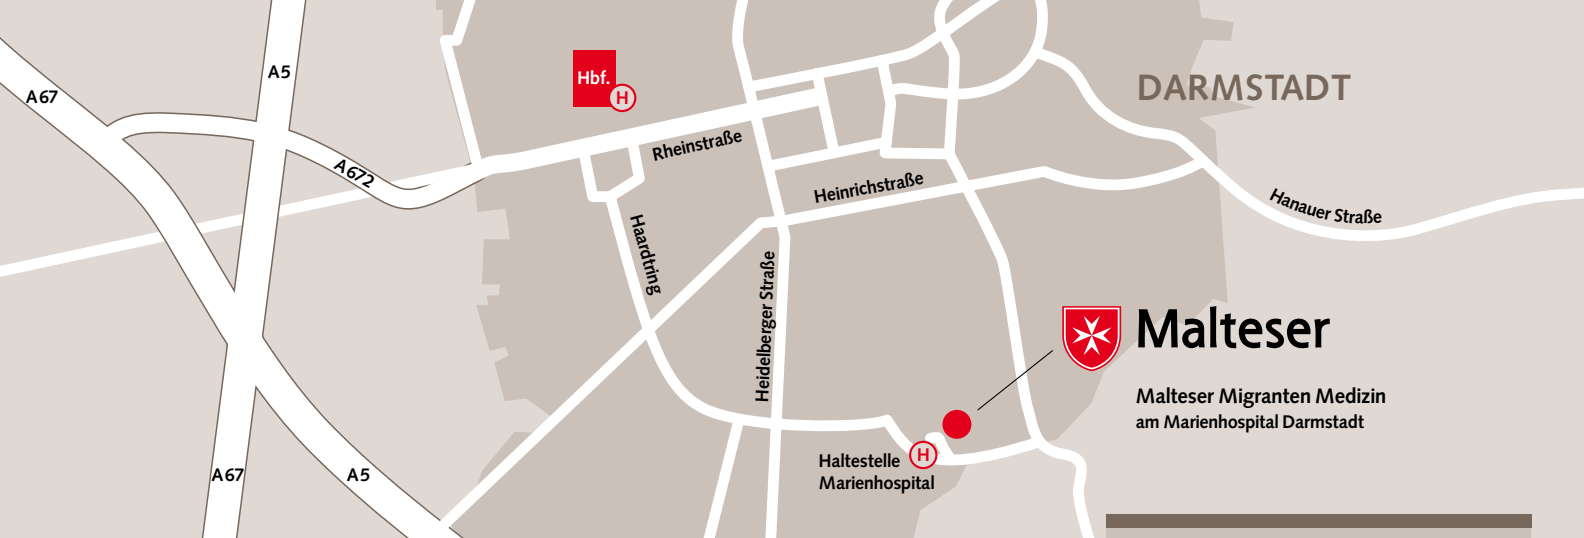 A5
A67
Hbf.
H
DARMSTADT
Rheinstraße
A672
Heinrichstraße
Hanauer Straße
Haardtring
Heidelberger Straße
Malteser
Malteser Migranten Medizin
am Marienhospital Darmstadt
Haltestelle H
Marienhospital
A67
A5